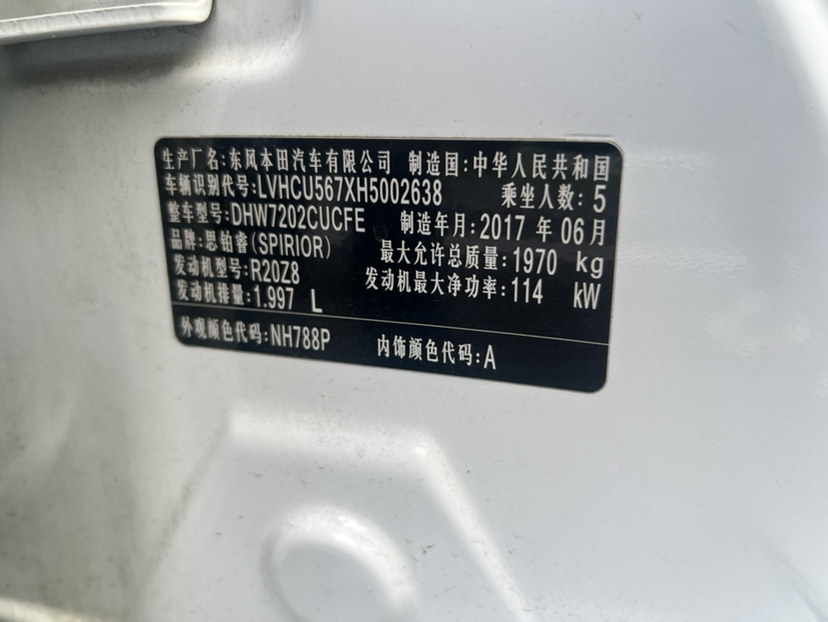 生产厂名:东风本田汽车有限公司 制造国:中华人民共和国
车辆识别代号:LVHCU567XH5002638 乘坐人数:5
整车型号:DHW7202CUCFE 制造年月:2017 年 06月
品牌:思铂睿(SPIRIOR) 最大允许总质量:1970 kg
发动机型号:R20Z8 发动机最大净功率:114 kW
发动机排量:1.997 L
外观颜色代码:NH788P 内饰颜色代码:A